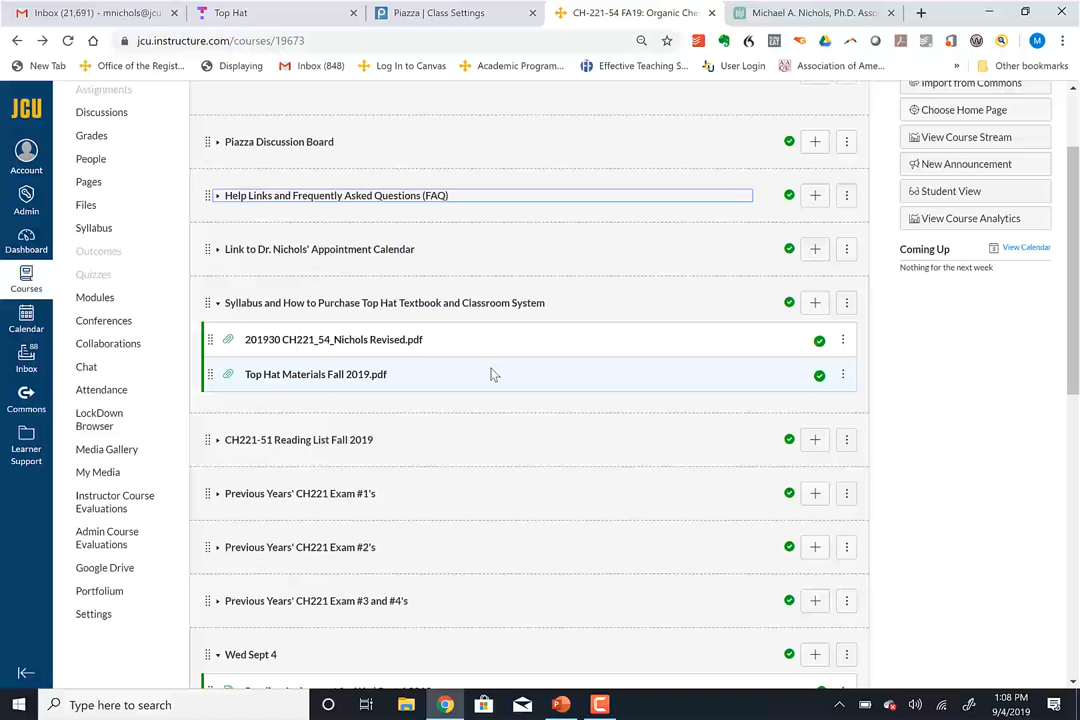 Inbox (21,691) - mnichols@jcu
Top Hat
Piazza | Class Settings
CH-221-54 FA19: Organic Che
Michael A. Nichols, Ph.D. Asso
jcu.instructure.com/courses/19673
New Tab
Office of the Regist...
Displaying
Inbox (848)
Log In to Canvas
Academic Program...
Effective Teaching S...
User Login
Association of Ame...
»
Other bookmarks
JCU
Account
Admin
Dashboard
Courses
Calendar
88
Inbox
Commons
Learner
Support
Assignments
Discussions
Grades
People
Pages
Files
Syllabus
Outcomes
Quizzes
Modules
Conferences
Collaborations
Chat
Attendance
LockDown
Browser
Media Gallery
My Media
Instructor Course
Evaluations
Admin Course
Evaluations
Google Drive
Portfolium
Settings
Piazza Discussion Board
Help Links and Frequently Asked Questions (FAQ)
Link to Dr. Nichols' Appointment Calendar
Syllabus and How to Purchase Top Hat Textbook and Classroom System
201930 CH221_54_Nichols Revised.pdf
Top Hat Materials Fall 2019.pdf
CH221-51 Reading List Fall 2019
Previous Years' CH221 Exam #1's
Previous Years' CH221 Exam #2's
Previous Years' CH221 Exam #3 and #4's
Wed Sept 4
Import from Commons
Choose Home Page
View Course Stream
New Announcement
Student View
View Course Analytics
Coming Up
View Calendar
Nothing for the next week
Type here to search
1:08 PM
9/4/2019